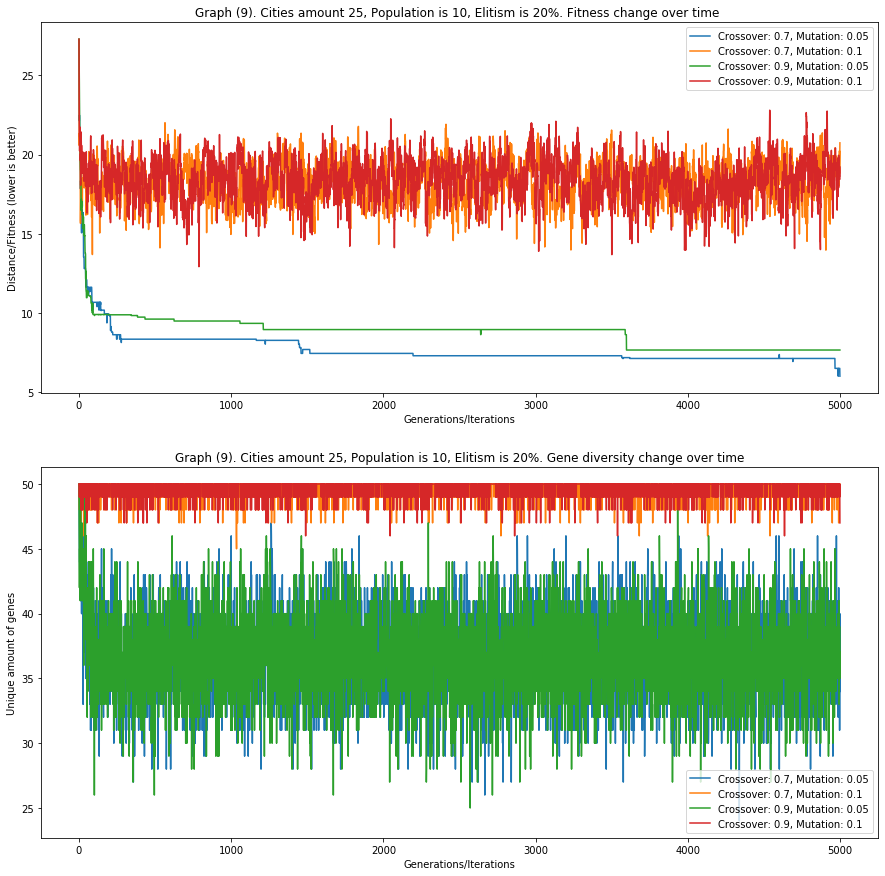 Graph (9). Cities amount 25, Population is 10, Elitism is 20%. Fitness change over time
Crossover: 0.7, Mutation: 0.05
Crossover: 0.7, Mutation: 0.1
Crossover: 0.9, Mutation: 0.05
Crossover: 0.9, Mutation: 0.1
Distance/Fitness (lower is better)
25
20
15
10
5
0 1000 2000 3000 4000 5000
Generations/Iterations
Graph (9). Cities amount 25, Population is 10, Elitism is 20%. Gene diversity change over time
Unique amount of genes
50
45
40
35
30
25
Crossover: 0.7, Mutation: 0.05
Crossover: 0.7, Mutation: 0.1
Crossover: 0.9, Mutation: 0.05
Crossover: 0.9, Mutation: 0.1
0 1000 2000 3000 4000 5000
Generations/Iterations